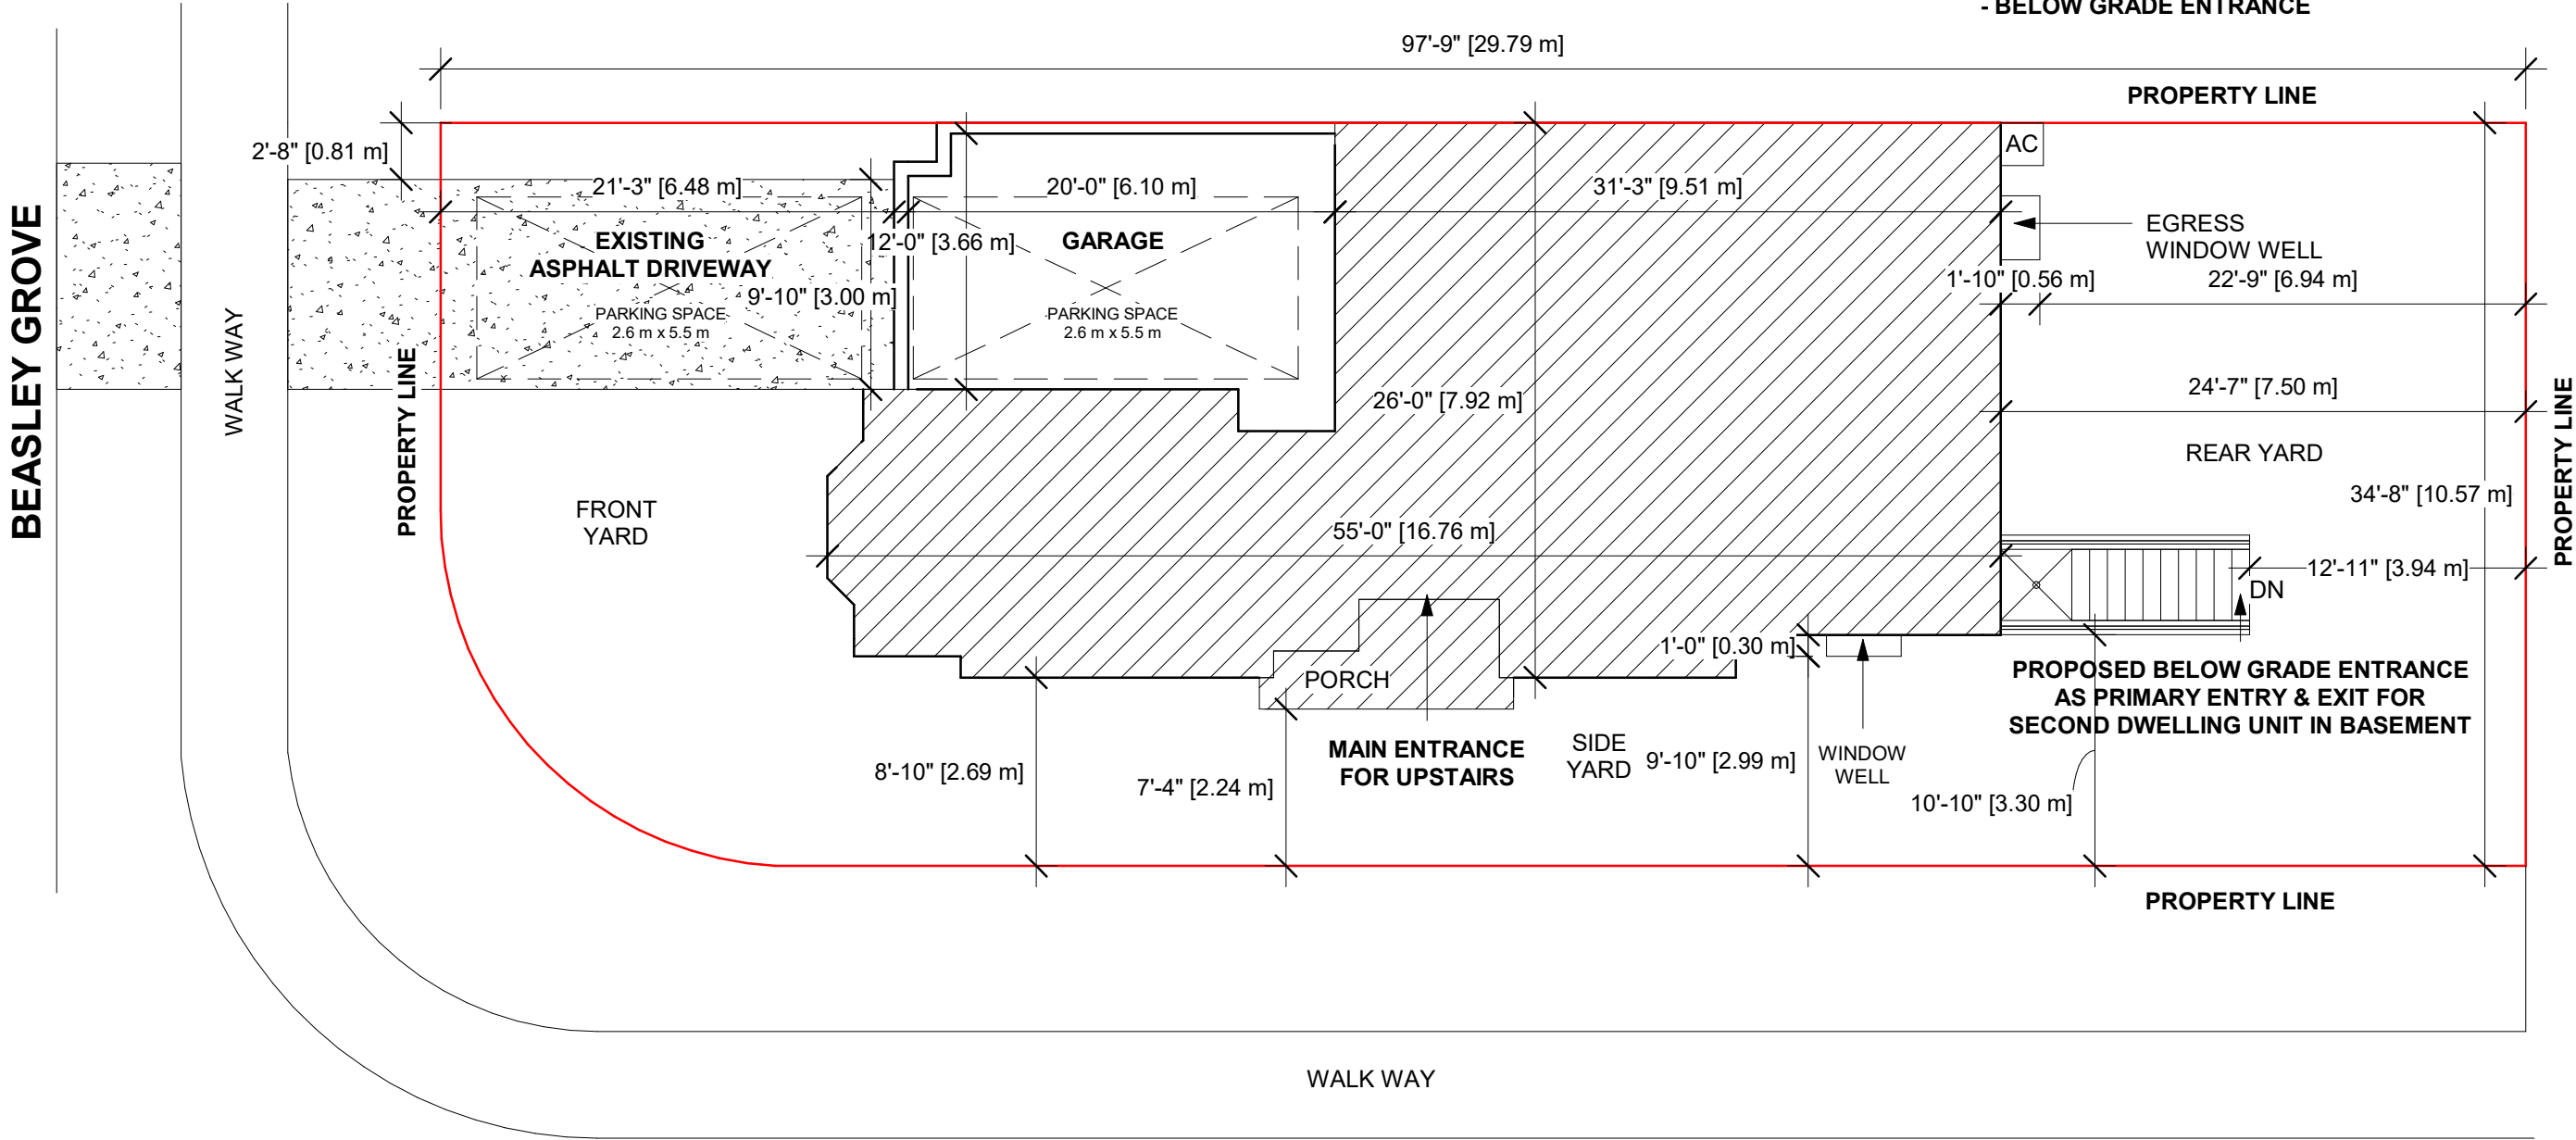 - BELOW GRADE ENTRANCE
97'-9" [29.79 m]
PROPERTY LINE
2'-8" [0.81 m]
AC
21'-3" [6.48 m]
20'-0" [6.10 m]
31'-3" [9.51 m]
EGRESS
WINDOW WELL
EXISTING
ASPHALT DRIVEWAY
12'-0" [3.66 m]
GARAGE
1'-10" [0.56 m]
22'-9" [6.94 m]
9'-10" [3.00 m]
PARKING SPACE
2.6 m x 5.5 m
PARKING SPACE
2.6 m x 5.5 m
BEASLEY GROVE
WALK WAY
PROPERTY LINE
26'-0" [7.92 m]
24'-7" [7.50 m]
REAR YARD
PROPERTY LINE
34'-8" [10.57 m]
FRONT
YARD
55'-0" [16.76 m]
12'-11" [3.94 m]
DN
1'-0" [0.30 m]
PORCH
PROPOSED BELOW GRADE ENTRANCE
AS PRIMARY ENTRY & EXIT FOR
SECOND DWELLING UNIT IN BASEMENT
MAIN ENTRANCE
FOR UPSTAIRS
SIDE
YARD
9'-10" [2.99 m]
WINDOW
WELL
8'-10" [2.69 m]
7'-4" [2.24 m]
10'-10" [3.30 m]
PROPERTY LINE
WALK WAY